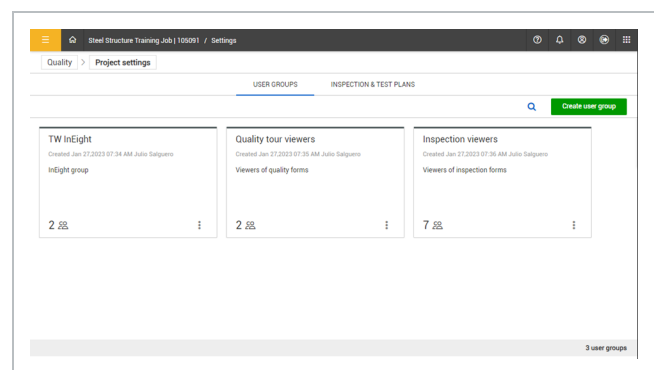 Steel Structure Training Job | 105091 / Settings
Quality > Project settings
USER GROUPS INSPECTION & TEST PLANS
Create user group
TW InEight
Created Jan 27,2023 07:34 AM Julio Salguero
InEight group
2
Quality tour viewers
Created Jan 27,2023 07:35 AM Julio Salguero
Viewers of quality forms
2
Inspection viewers
Created Jan 27,2023 07:36 AM Julio Salguero
Viewers of inspection forms
7
3 user groups